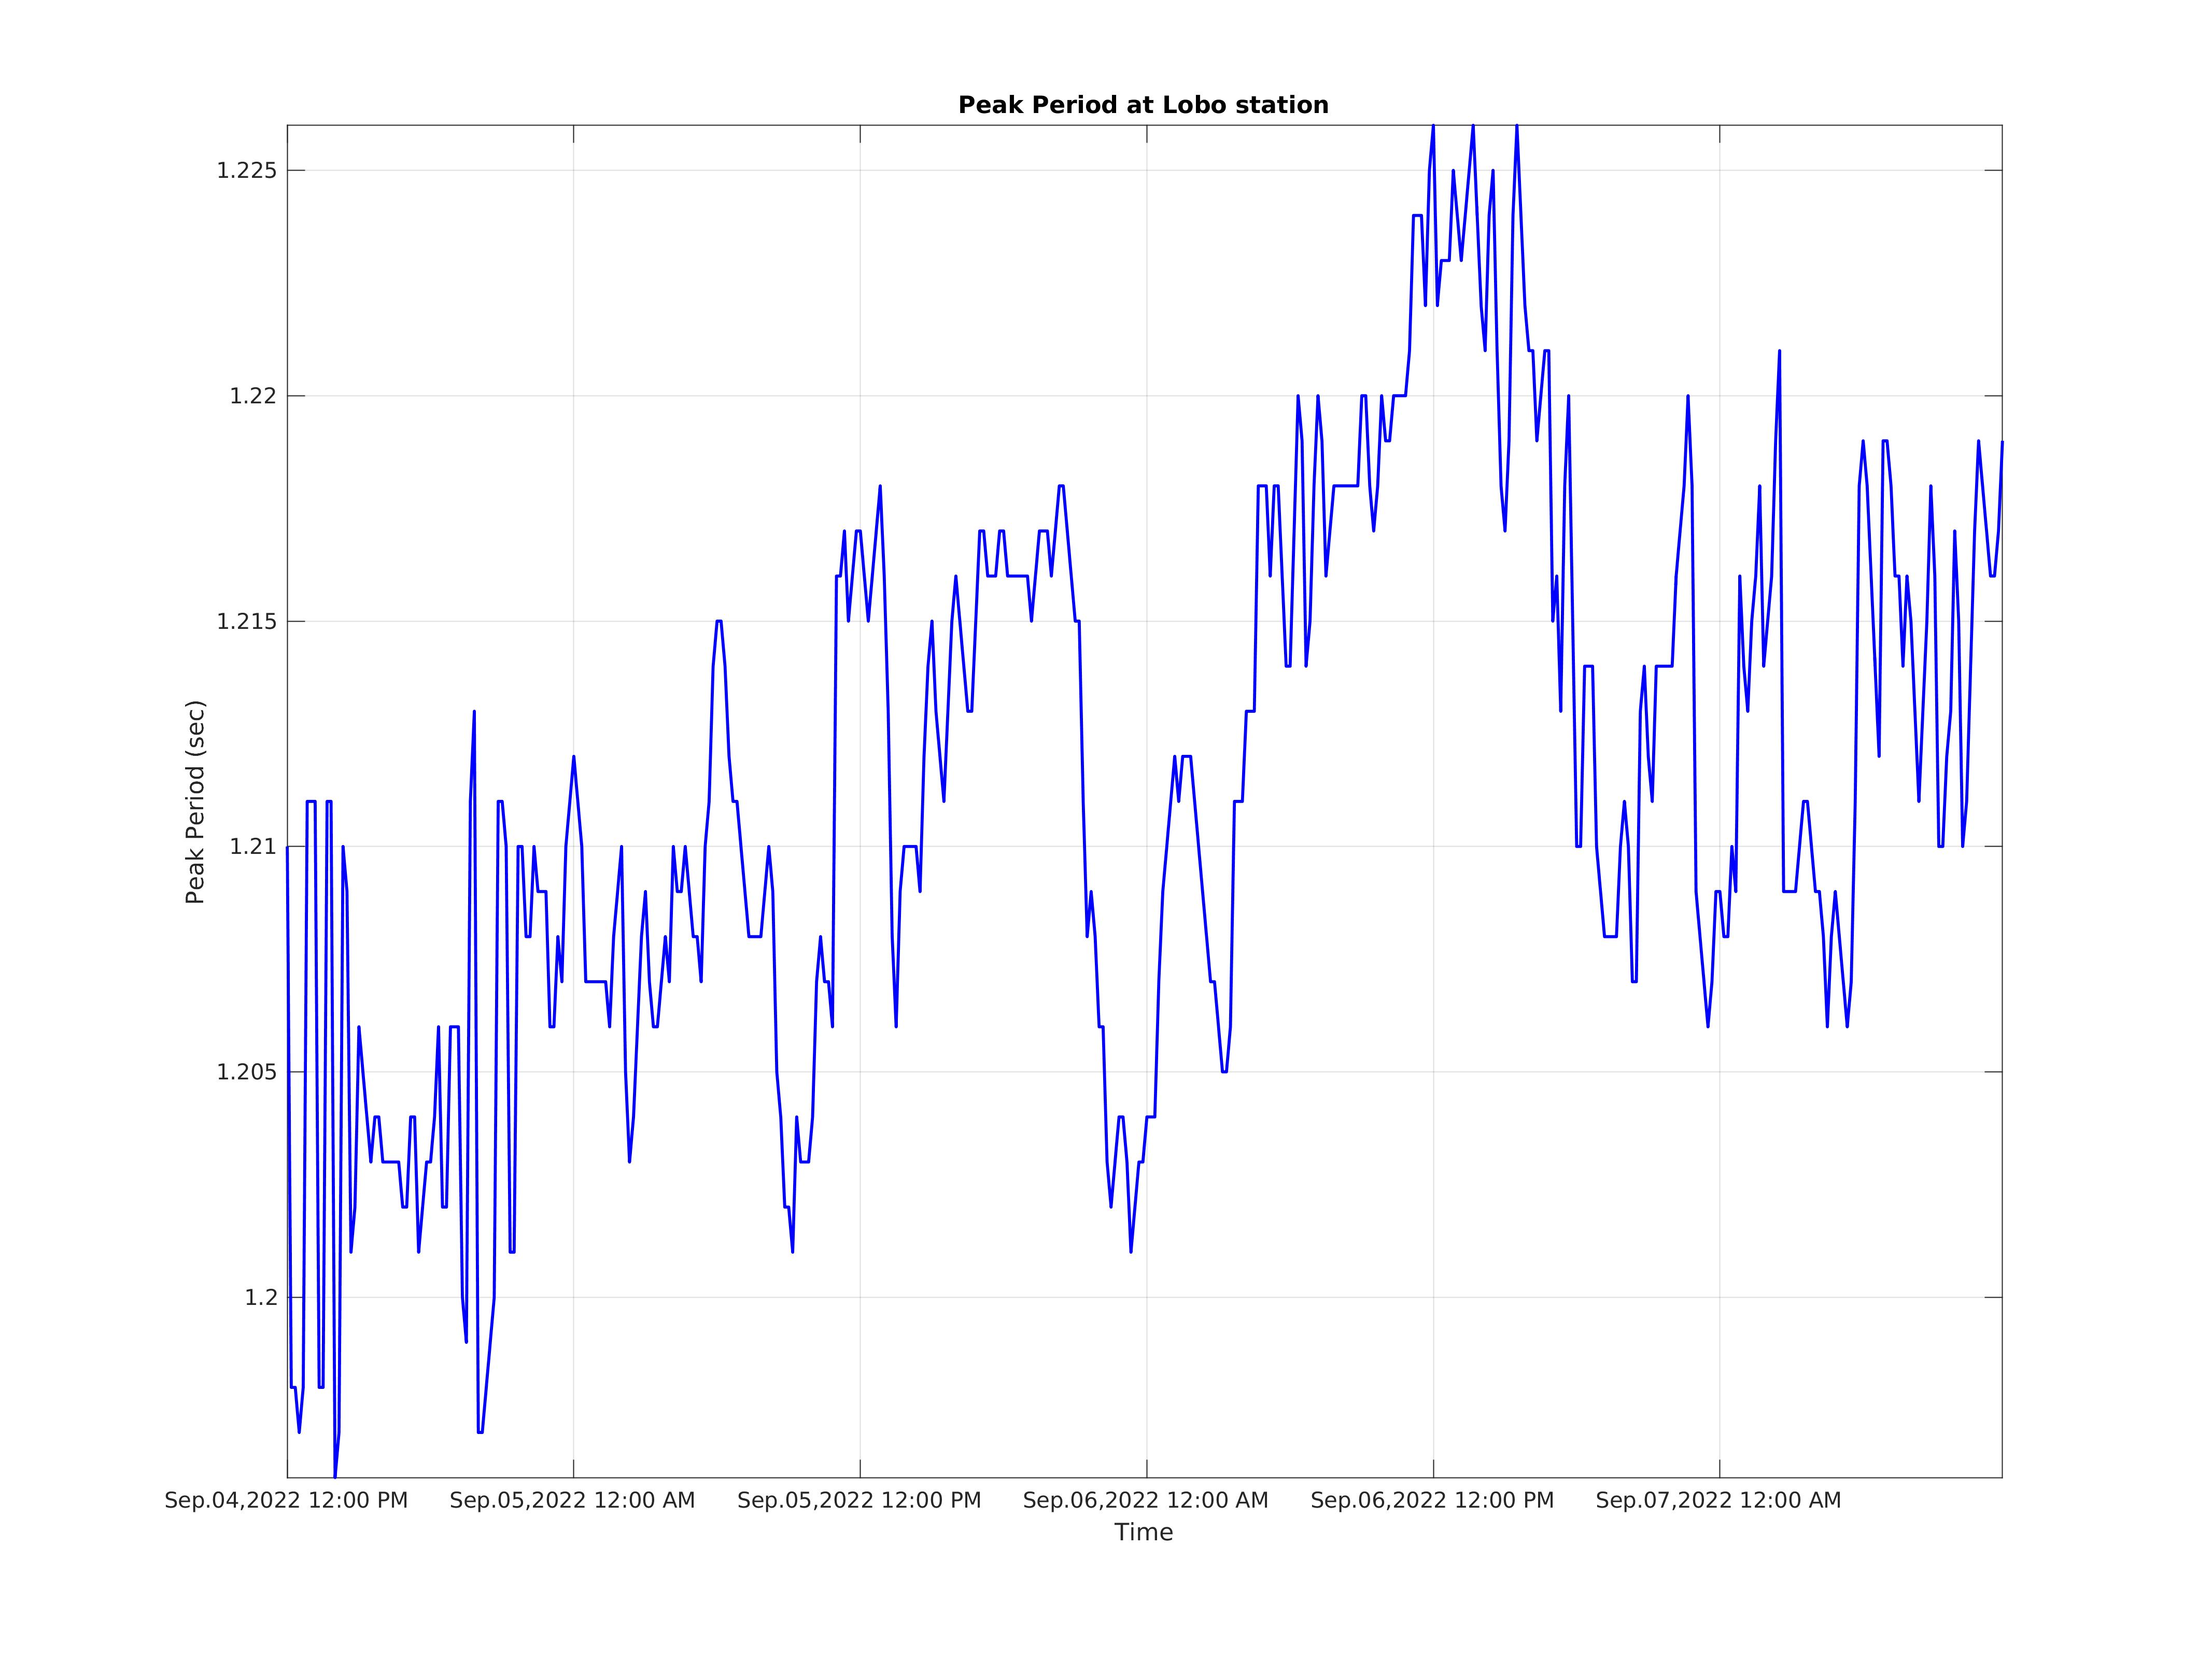 Peak Period at Lobo station
1.225
1.22
1.215
1.21
1.205
1.2
Peak Period (sec)
Sep.04,2022 12:00 PM
Sep.05,2022 12:00 AM
Sep.05,2022 12:00 PM
Sep.06,2022 12:00 AM
Sep.06,2022 12:00 PM
Sep.07,2022 12:00 AM
Time